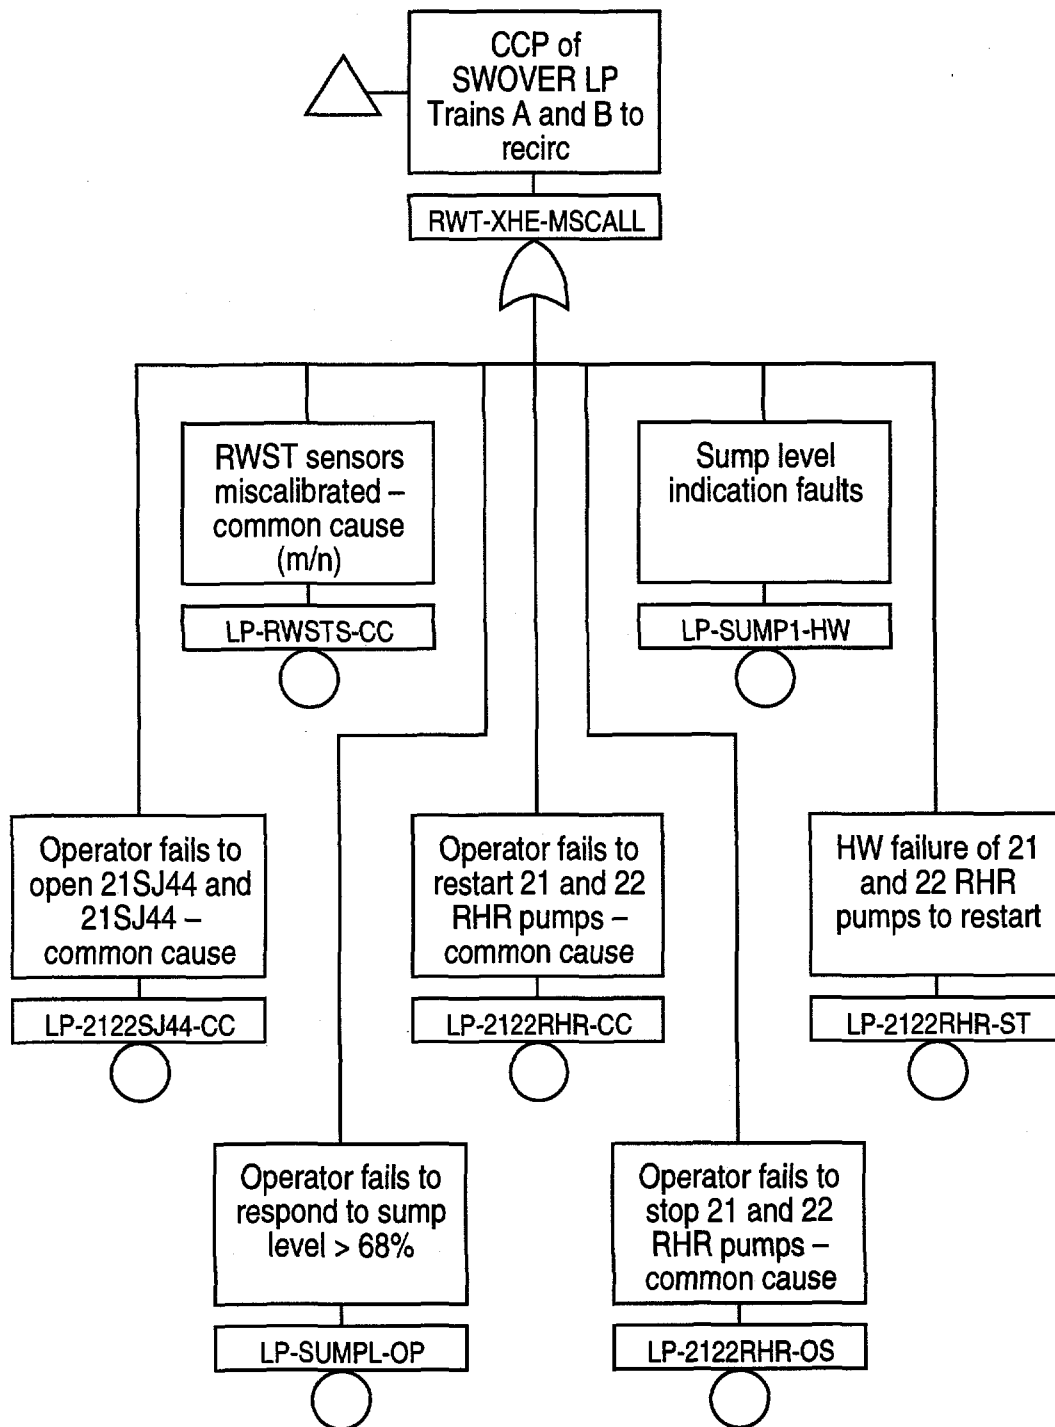 CCP of
SWOVER LP
Trains A and B to
recirc
RWT-XHE-MSCALL
RWST sensors
miscalibrated –
common cause
(m/n)
LP-RWSTS-CC
Sump level
indication faults
LP-SUMP1-HW
Operator fails to
open 21SJ44 and
21SJ44 –
common cause
LP-2122SJ44-CC
Operator fails to
restart 21 and 22
RHR pumps –
common cause
LP-2122RHR-CC
HW failure of 21
and 22 RHR
pumps to restart
LP-2122RHR-ST
Operator fails to
respond to sump
level > 68%
LP-SUMPL-OP
Operator fails to
stop 21 and 22
RHR pumps –
common cause
LP-2122RHR-OS